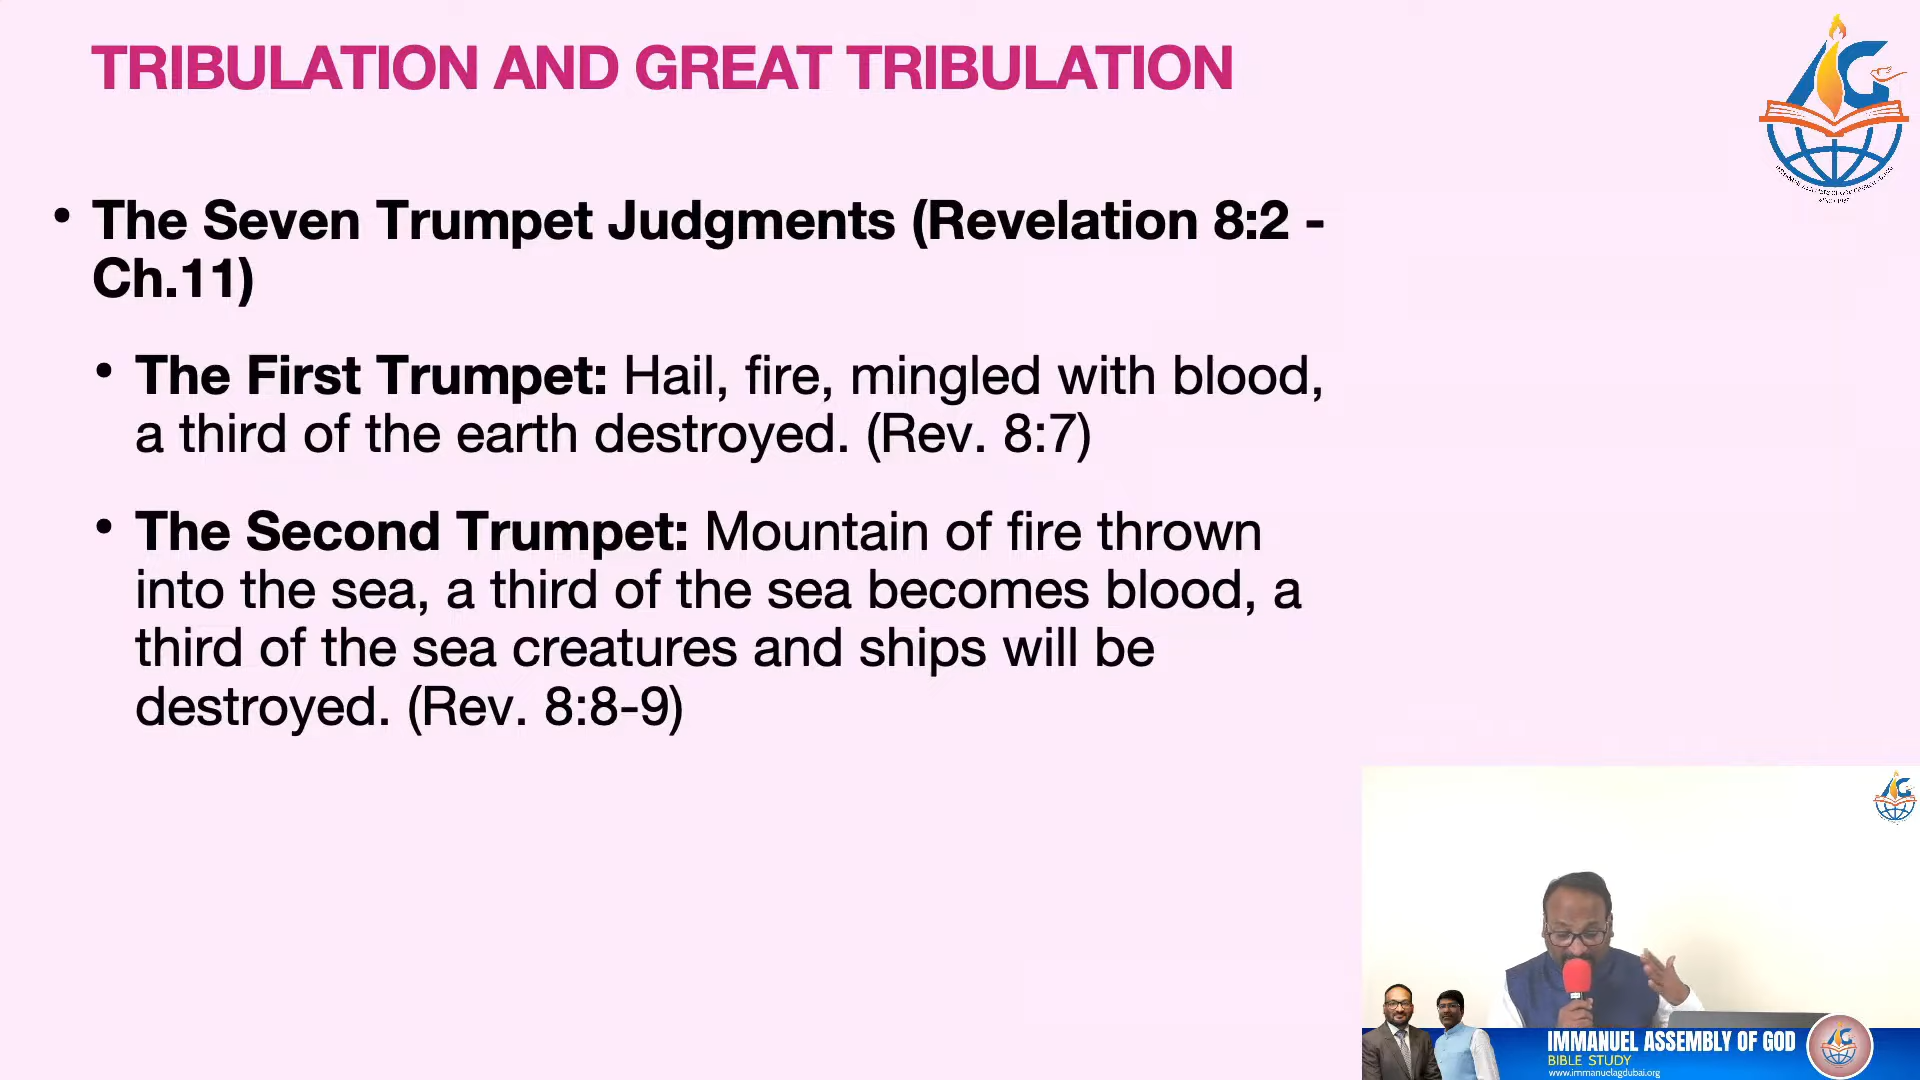 TRIBULATION AND GREAT TRIBULATION
• The Seven Trumpet Judgments (Revelation 8:2 -
Ch.11)
• The First Trumpet: Hail, fire, mingled with blood,
a third of the earth destroyed. (Rev. 8:7)
• The Second Trumpet: Mountain of fire thrown
into the sea, a third of the sea becomes blood, a
third of the sea creatures and ships will be
destroyed. (Rev. 8:8-9)
AG
AG
IMMANUEL ASSEMBLY OF GOD
BIBLE STUDY
www.immanuelagdubai.org
AG